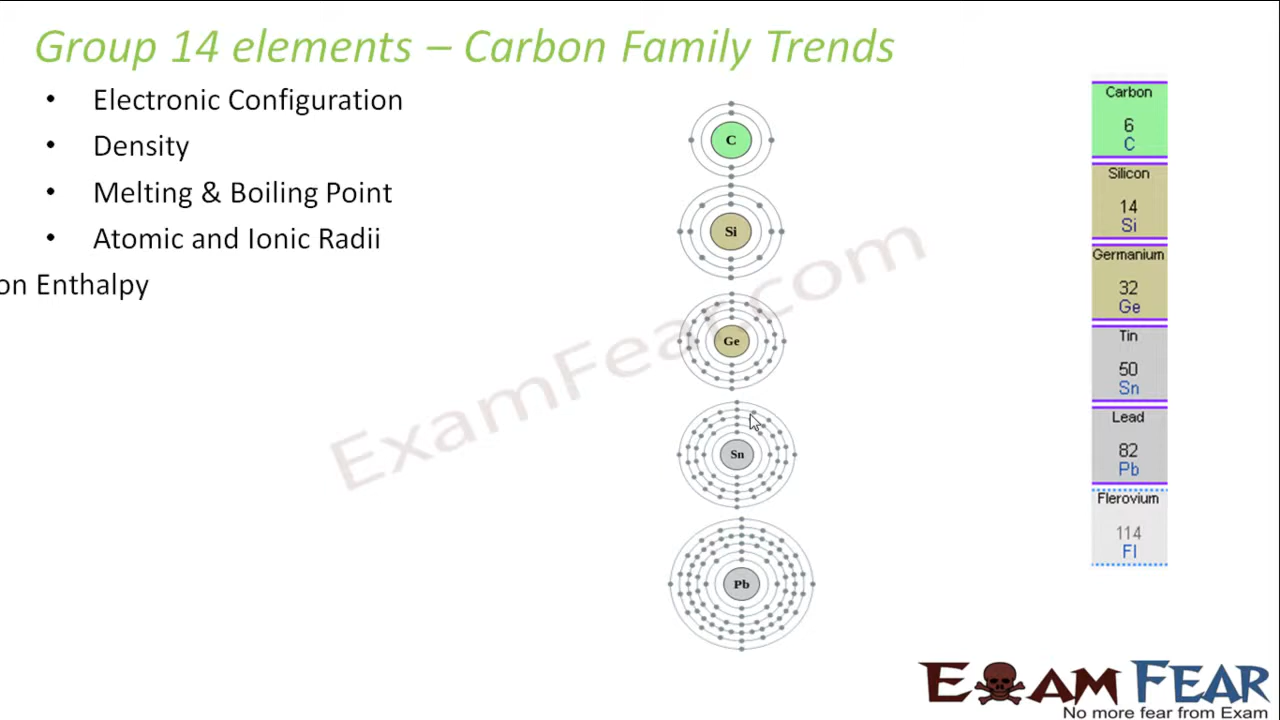 Group 14 elements – Carbon Family Trends
• Electronic Configuration
• Density
• Melting & Boiling Point
• Atomic and Ionic Radii
on Enthalpy
C
Si
Ge
Sn
Pb
Carbon
6
C
Silicon
14
Si
Germanium
32
Ge
Tin
50
Sn
Lead
82
Pb
Flerovium
114
Fl
ExamFear.com
EXAM FEAR
No more fear from Exam